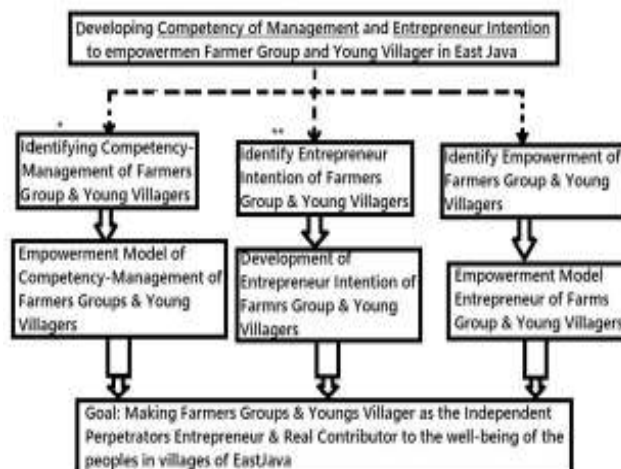 Developing Competency of Management and Entrepreneur Intention
to empowermen Farmer Group and Young Villager in East Java
Identifying Competency-
Management of Farmers
Group & Young Villagers
Identify Entrepreneur
Intention of Farmers
Group & Young Villagers
Identify Empowerment of
Farmers Group & Young
Villagers
Empowerment Model of
Competency-Management of
Farmers Groups & Young
Villagers
Development of
Entrepreneur Intention of
Farmrs Group & Young
Villagers
Empowerment Model
Entrepreneur of Farms
Group & Young Villagers
Goal: Making Farmers Groups & Youngs Villager as the Independent
Perpetrators Entrepreneur & Real Contributor to the well-being of the
peoples in villages of EastJava